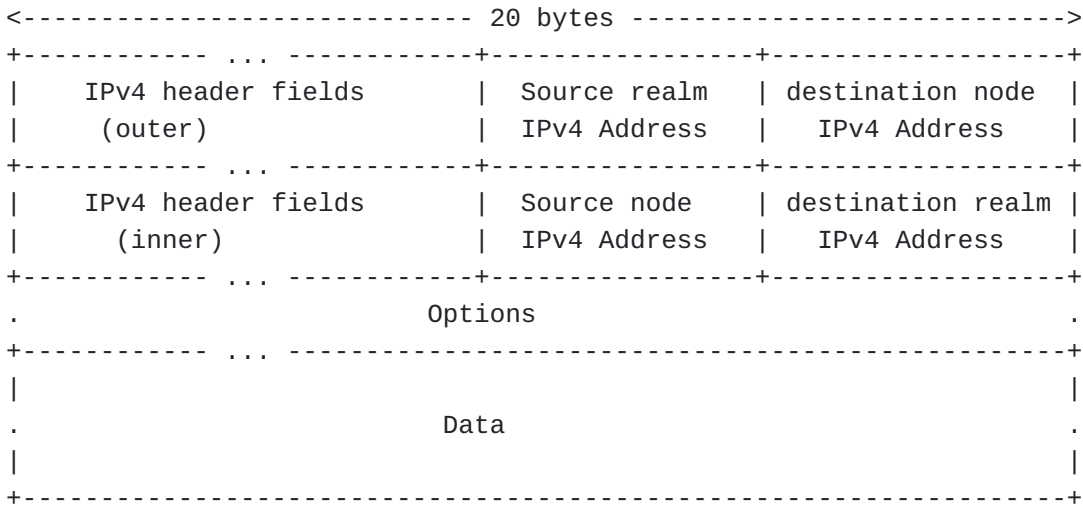 <---------------------------- 20 bytes ---------------------------->
+------------ ... ------------+-----------------+-------------------+
|    IPv4 header fields       |  Source realm   | destination node  |
|     (outer)                 |  IPv4 Address   |   IPv4 Address    |
+------------ ... ------------+-----------------+-------------------+
|    IPv4 header fields       |  Source node    | destination realm |
|      (inner)                |  IPv4 Address   |   IPv4 Address    |
+------------ ... ------------+-----------------+-------------------+
.                          Options                                  .
+------------ ... --------------------------------------------------+
|                                                                   |
.                           Data                                    .
|                                                                   |
+-------------------------------------------------------------------+